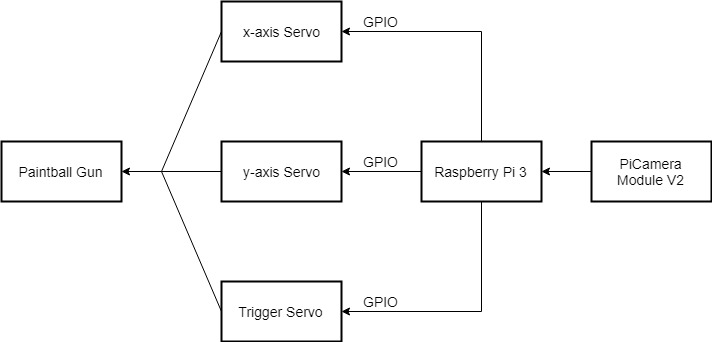 x-axis Servo
GPIO
Paintball Gun
y-axis Servo
GPIO
Raspberry Pi 3
PiCamera
Module V2
Trigger Servo
GPIO